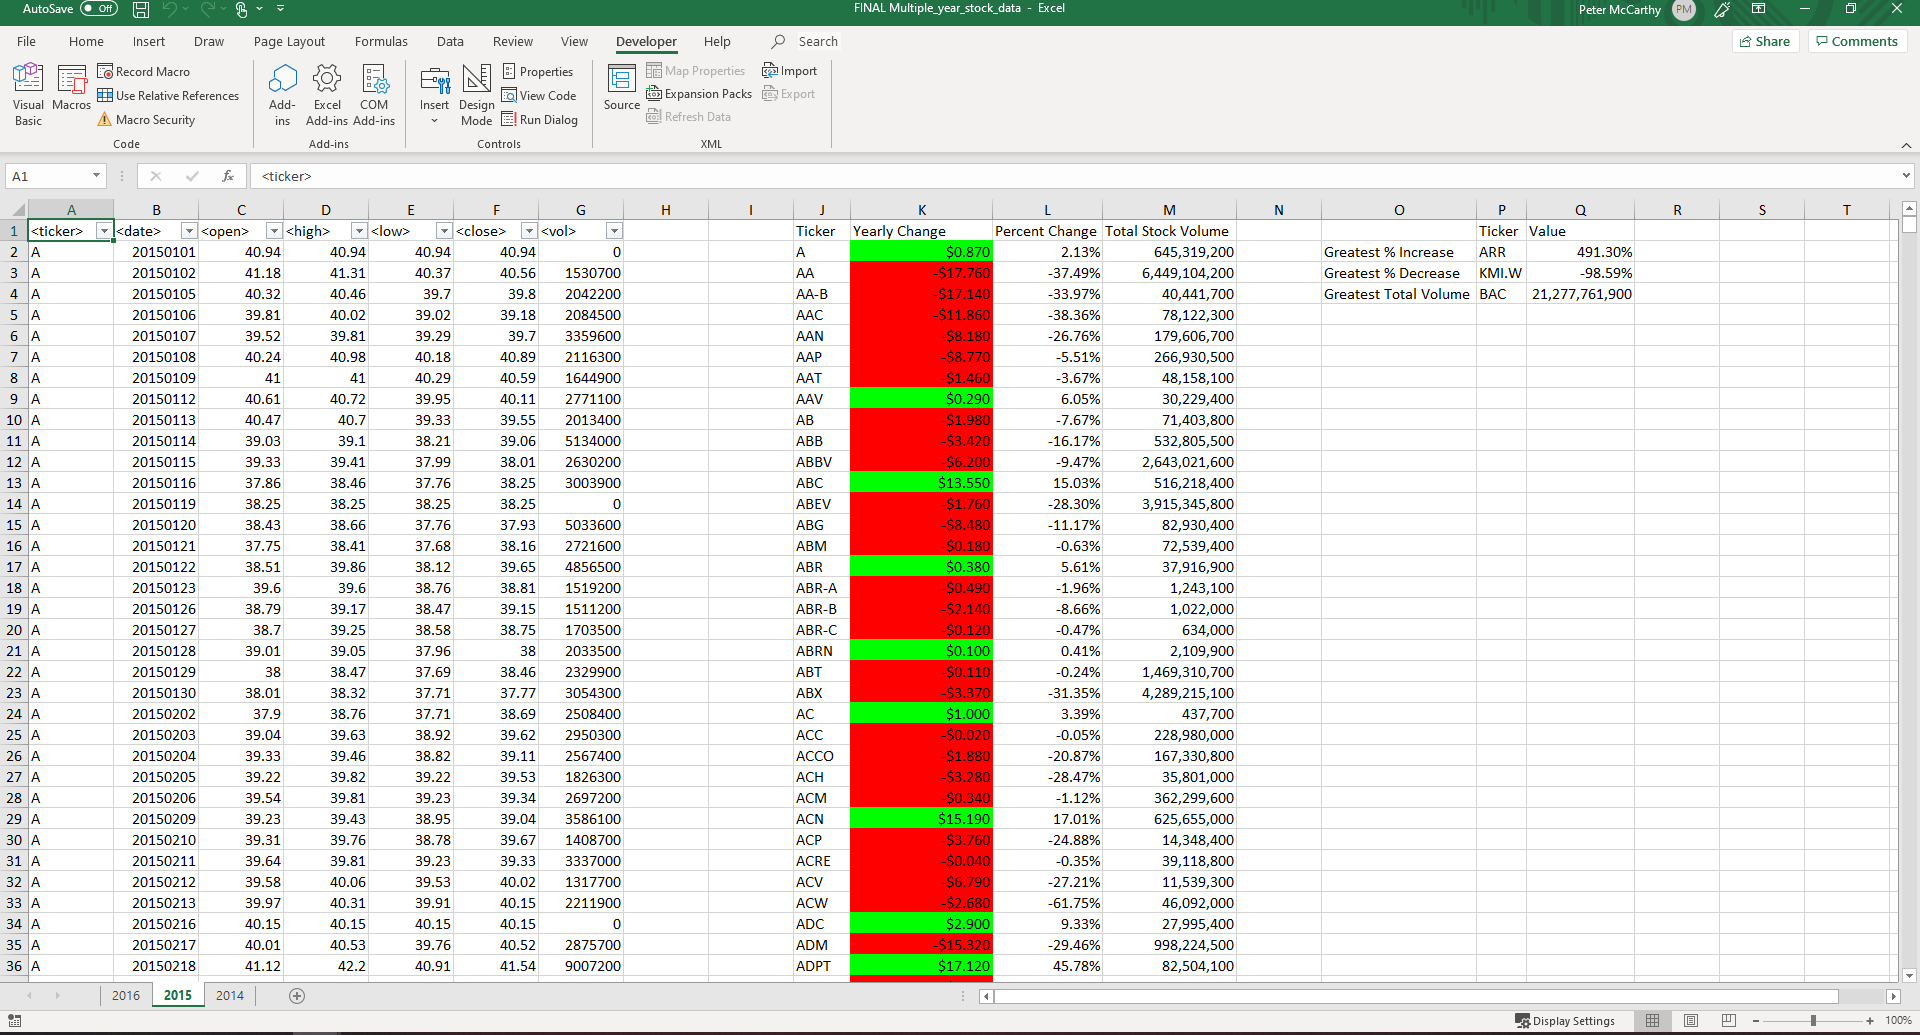 AutoSave Off FINAL Multiple_year_stock_data - Excel Peter McCarthy PM
File Home Insert Draw Page Layout Formulas Data Review View Developer Help Search Share Comments
Visual Basic Macros Record Macro Use Relative References Macro Security Add-ins Excel Add-ins COM Add-ins Insert Design Mode Properties View Code Run Dialog Source Map Properties Expansion Packs Refresh Data Import Export
Code Add-ins Controls XML
A1 fx <ticker>
A B C D E F G H I J K L M N O P Q R S T
1 <ticker> <date> <open> <high> <low> <close> <vol> Ticker Yearly Change Percent Change Total Stock Volume Ticker Value
2 A 20150101 40.94 40.94 40.94 40.94 0 A $0.870 2.13% 645,319,200 Greatest % Increase ARR 491.30%
3 A 20150102 41.18 41.31 40.37 40.56 1530700 AA -$17.760 -37.49% 6,449,104,200 Greatest % Decrease KMI.W -98.59%
4 A 20150105 40.32 40.46 39.7 39.8 2042200 AA-B -$17.140 -33.97% 40,441,700 Greatest Total Volume BAC 21,277,761,900
5 A 20150106 39.81 40.02 39.02 39.18 2084500 AAC -$11.860 -38.36% 78,122,300
6 A 20150107 39.52 39.81 39.29 39.7 3359600 AAN -$8.180 -26.76% 179,606,700
7 A 20150108 40.24 40.98 40.18 40.89 2116300 AAP -$8.770 -5.51% 266,930,500
8 A 20150109 41 41 40.29 40.59 1644900 AAT -$1.460 -3.67% 48,158,100
9 A 20150112 40.61 40.72 39.95 40.11 2771100 AAV $0.290 6.05% 30,229,400
10 A 20150113 40.47 40.7 39.33 39.55 2013400 AB -$1.980 -7.67% 71,403,800
11 A 20150114 39.03 39.1 38.21 39.06 5134000 ABB -$3.420 -16.17% 532,805,500
12 A 20150115 39.33 39.41 37.99 38.01 2630200 ABBV -$6.200 -9.47% 2,643,021,600
13 A 20150116 37.86 38.46 37.76 38.25 3003900 ABC $13.550 15.03% 516,218,400
14 A 20150119 38.25 38.25 38.25 38.25 0 ABEV -$1.760 -28.30% 3,915,345,800
15 A 20150120 38.43 38.66 37.76 37.93 5033600 ABG -$8.480 -11.17% 82,930,400
16 A 20150121 37.75 38.41 37.68 38.16 2721600 ABM -$0.180 -0.63% 72,539,400
17 A 20150122 38.51 39.86 38.12 39.65 4856500 ABR $0.380 5.61% 37,916,900
18 A 20150123 39.6 39.6 38.76 38.81 1519200 ABR-A -$0.490 -1.96% 1,243,100
19 A 20150126 38.79 39.17 38.47 39.15 1511200 ABR-B -$2.140 -8.66% 1,022,000
20 A 20150127 38.7 39.25 38.58 38.75 1703500 ABR-C -$0.120 -0.47% 634,000
21 A 20150128 39.01 39.05 37.96 38 2033500 ABRN $0.100 0.41% 2,109,900
22 A 20150129 38 38.47 37.69 38.46 2329900 ABT -$0.110 -0.24% 1,469,310,700
23 A 20150130 38.01 38.32 37.71 37.77 3054300 ABX -$3.370 -31.35% 4,289,215,100
24 A 20150202 37.9 38.76 37.71 38.69 2508400 AC $1.000 3.39% 437,700
25 A 20150203 39.04 39.63 38.92 39.62 2950300 ACC -$0.020 -0.05% 228,980,000
26 A 20150204 39.33 39.46 38.82 39.11 2567400 ACCO -$1.880 -20.87% 167,330,800
27 A 20150205 39.22 39.82 39.22 39.53 1826300 ACH -$3.280 -28.47% 35,801,000
28 A 20150206 39.54 39.81 39.23 39.34 2697200 ACM -$0.340 -1.12% 362,299,600
29 A 20150209 39.23 39.43 38.95 39.04 3586100 ACN $15.190 17.01% 625,655,000
30 A 20150210 39.31 39.76 38.78 39.67 1408700 ACP -$3.760 -24.88% 14,348,400
31 A 20150211 39.64 39.81 39.23 39.33 3337000 ACRE -$0.040 -0.35% 39,118,800
32 A 20150212 39.58 40.06 39.53 40.02 1317700 ACV -$6.790 -27.21% 11,539,300
33 A 20150213 39.97 40.31 39.91 40.15 2211900 ACW -$2.680 -61.75% 46,092,000
34 A 20150216 40.15 40.15 40.15 40.15 0 ADC $2.900 9.33% 27,995,400
35 A 20150217 40.01 40.53 39.76 40.52 2875700 ADM -$15.320 -29.46% 998,224,500
36 A 20150218 41.12 42.2 40.91 41.54 9007200 ADPT $17.120 45.78% 82,504,100
2016 2015 2014
Display Settings 100%